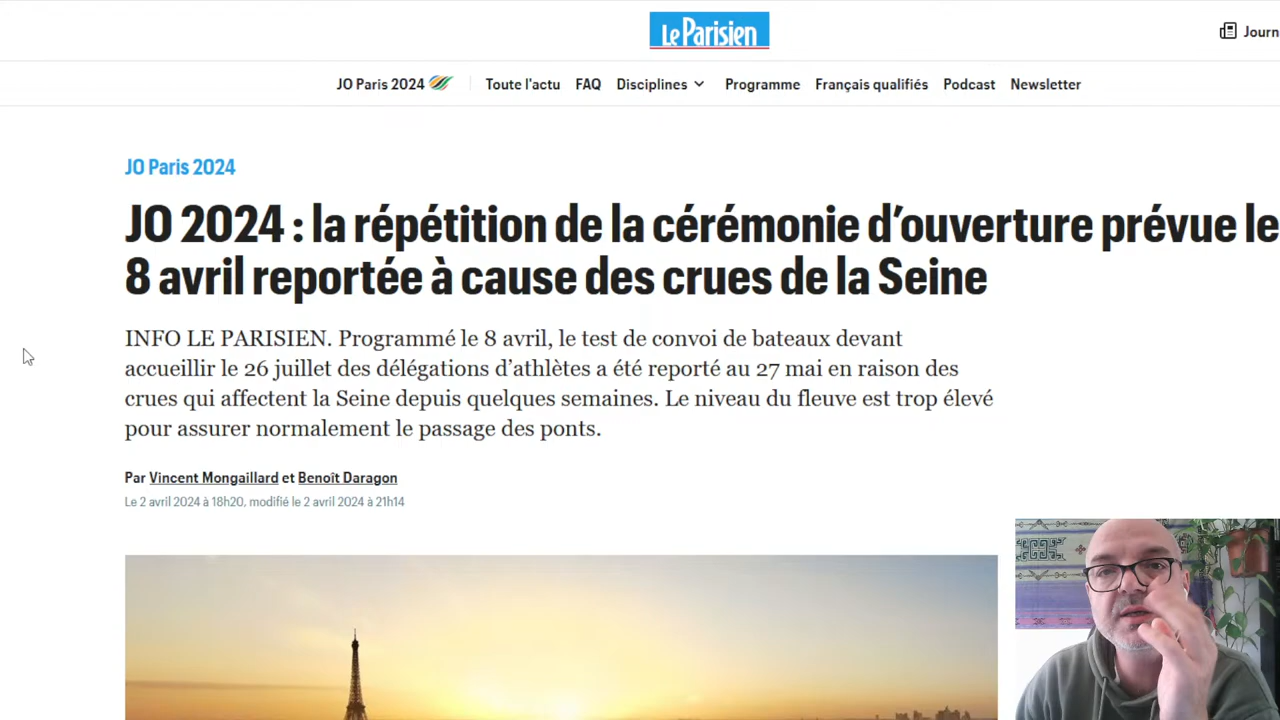 Le Parisien
Journ
JO Paris 2024
Toute l'actu
FAQ
Disciplines
Programme
Français qualifiés
Podcast
Newsletter
JO Paris 2024
JO 2024 : la répétition de la cérémonie d’ouverture prévue le
8 avril reportée à cause des crues de la Seine
INFO LE PARISIEN. Programmé le 8 avril, le test de convoi de bateaux devant
accueillir le 26 juillet des délégations d’athlètes a été reporté au 27 mai en raison des
crues qui affectent la Seine depuis quelques semaines. Le niveau du fleuve est trop élevé
pour assurer normalement le passage des ponts.
Par Vincent Mongaillard et Benoît Daragon
Le 2 avril 2024 à 18h20, modifié le 2 avril 2024 à 21h14